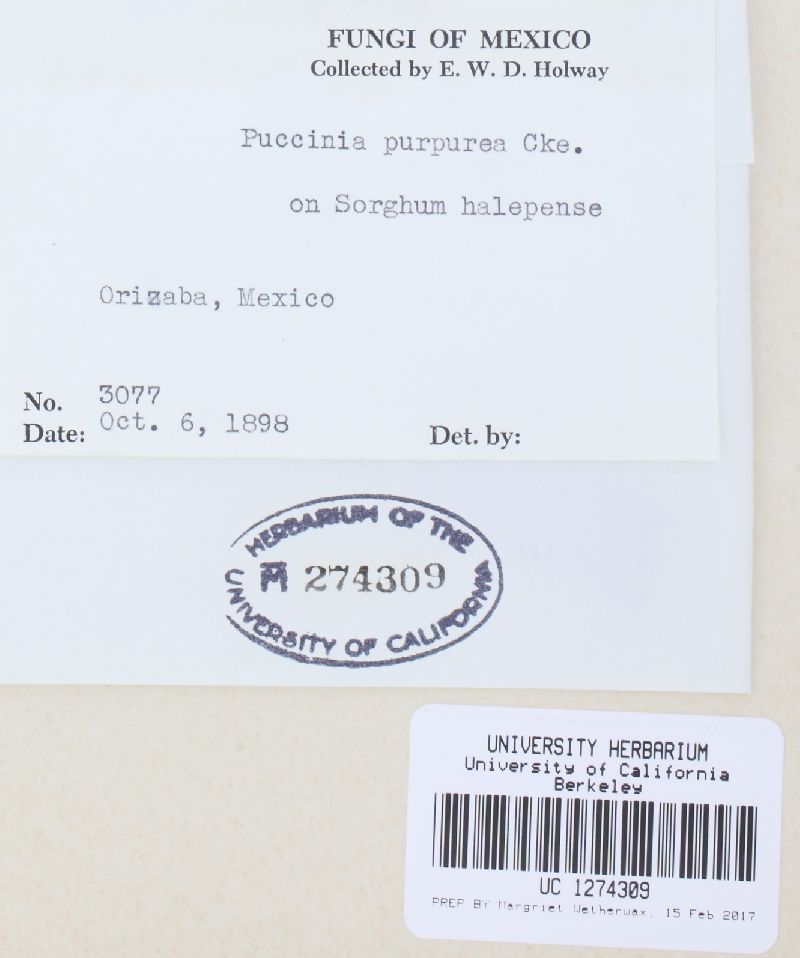 FUNGI OF MEXICO
Collected by E. W. D. Holway
Puccinia purpurea Cke.
on Sorghum halepense
Orizaba, Mexico
No. 3077
Date: Oct. 6, 1898
Det. by:
HERBARIUM OF THE
274309
UNIVERSITY OF CALIFORNIA
UNIVERSITY HERBARIUM
University of California
Berkeley
UC 1274309
PREP BY Margriet Wetherwax, 15 Feb 2017